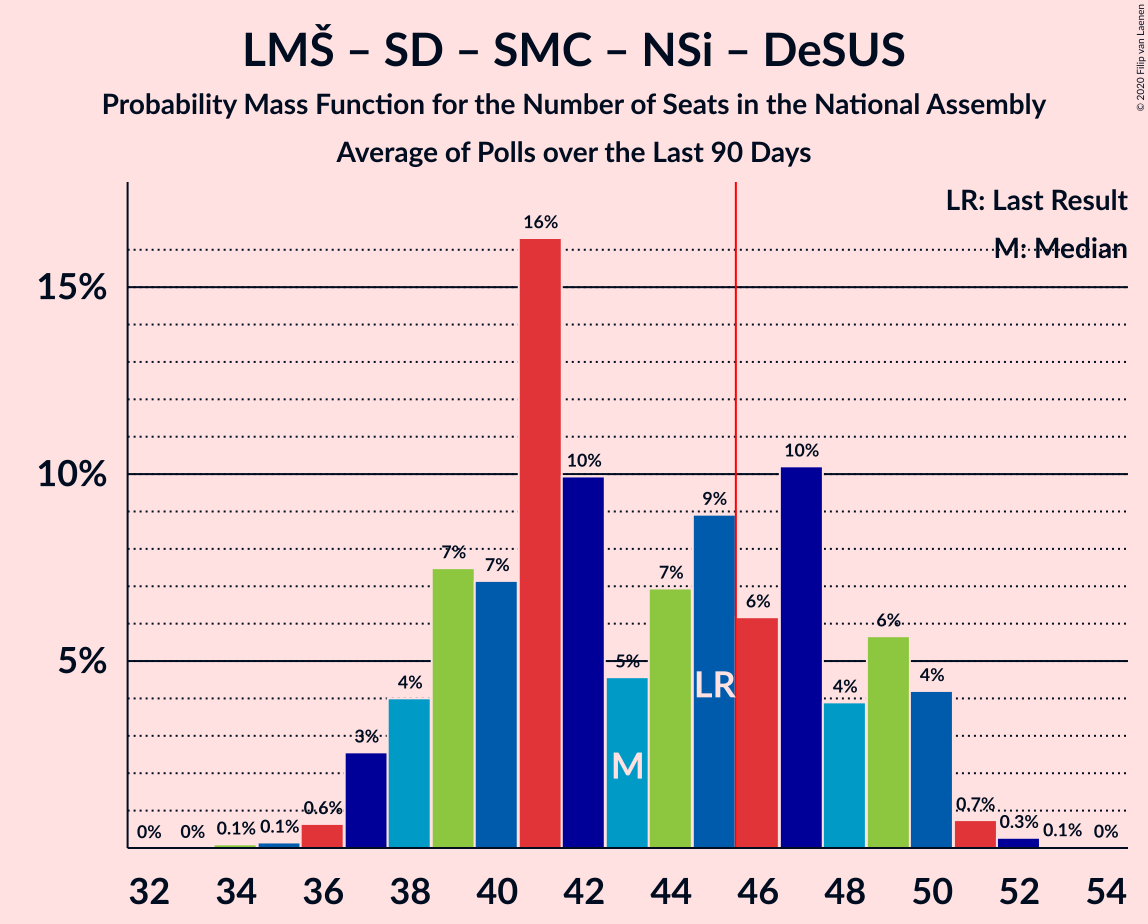 LMŠ – SD – SMC – NSi – DeSUS
Probability Mass Function for the Number of Seats in the National Assembly
Average of Polls over the Last 90 Days
© 2020 Filip van Laenen
LR: Last Result
M: Median
15%
10%
5%
0%
0%
0.1%
0.1%
0.6%
3%
4%
7%
7%
16%
10%
5%
7%
9%
6%
10%
4%
6%
4%
0.7%
0.3%
0.1%
0%
M
LR
32 34 36 38 40 42 44 46 48 50 52 54